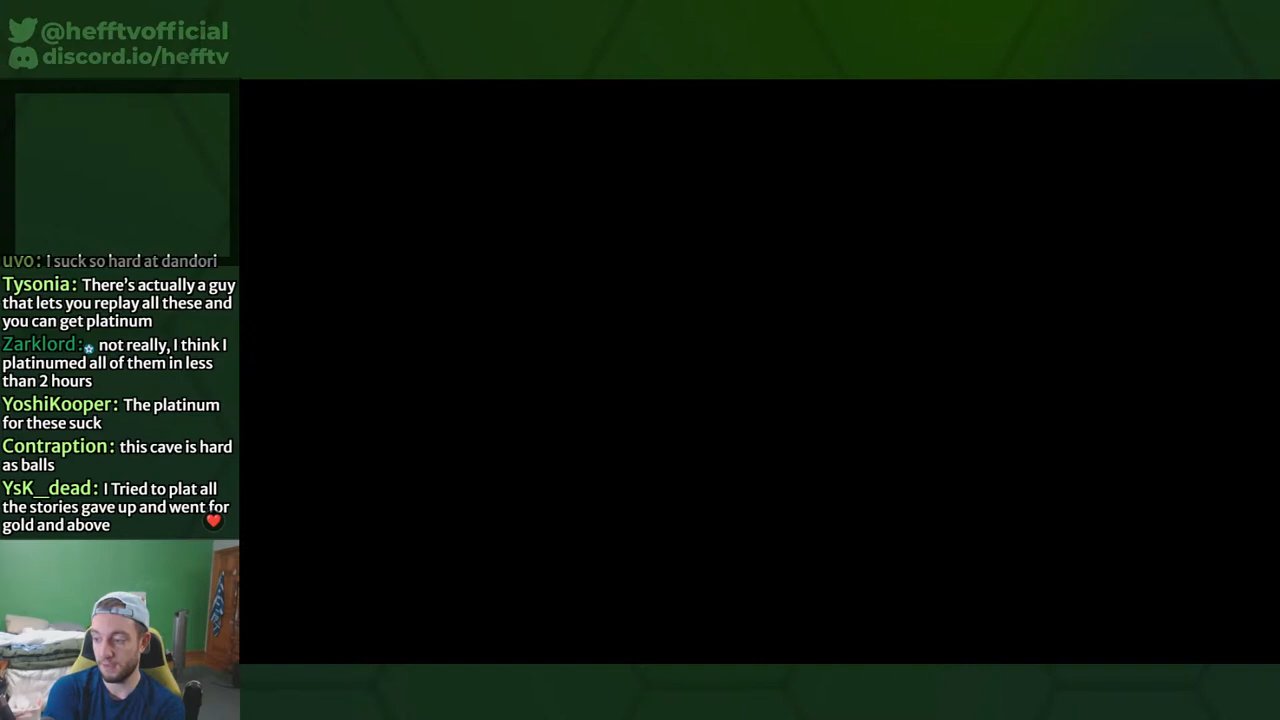 @hefftvofficial
discord.io/hefftv
uvo: I suck so hard at dandori
Tysonia: There's actually a guy
that lets you replay all these and
you can get platinum
Zarklord: not really, I think I
platinumed all of them in less
than 2 hours
YoshiKooper: The platinum
for these suck
Contraption: this cave is hard
as balls
YsK__dead: I Tried to plat all
the stories gave up and went for
gold and above